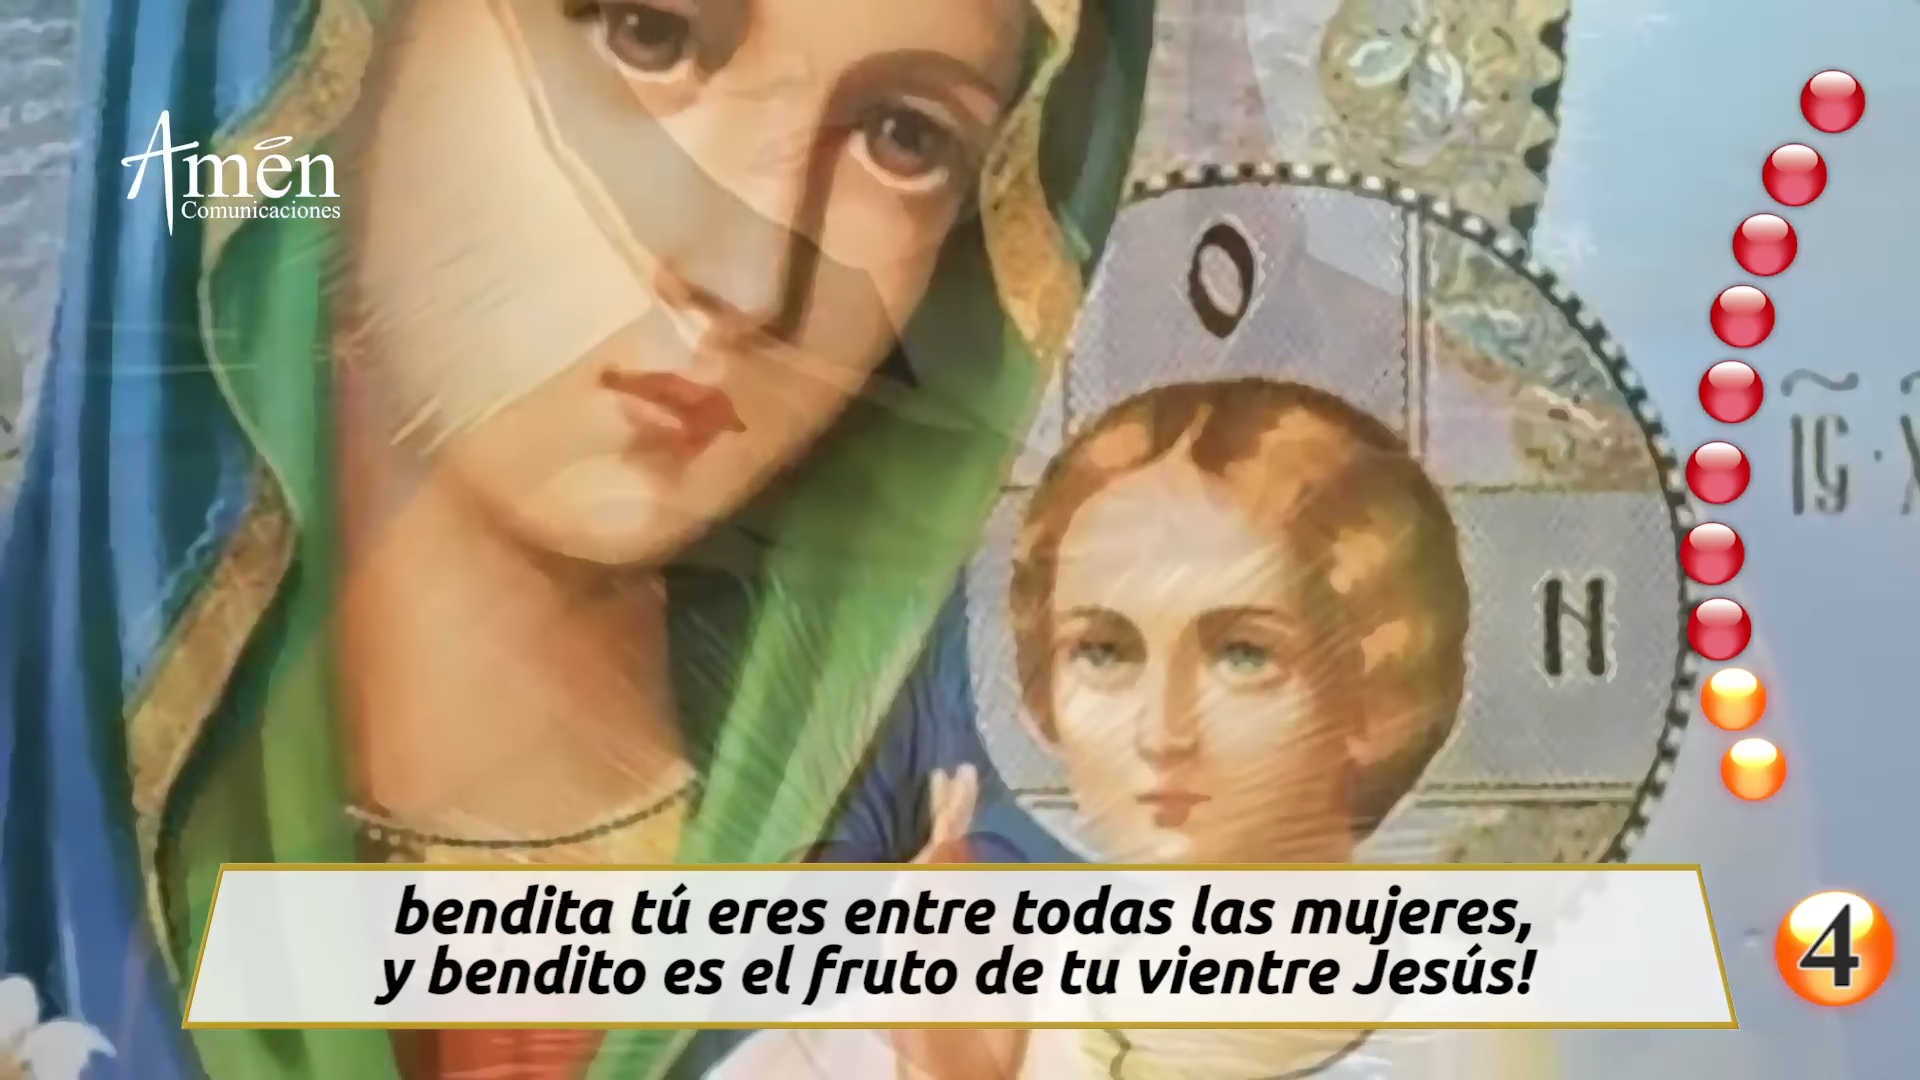 Amén
Comunicaciones
O
H
bendita tú eres entre todas las mujeres,
y bendito es el fruto de tu vientre Jesús!
4